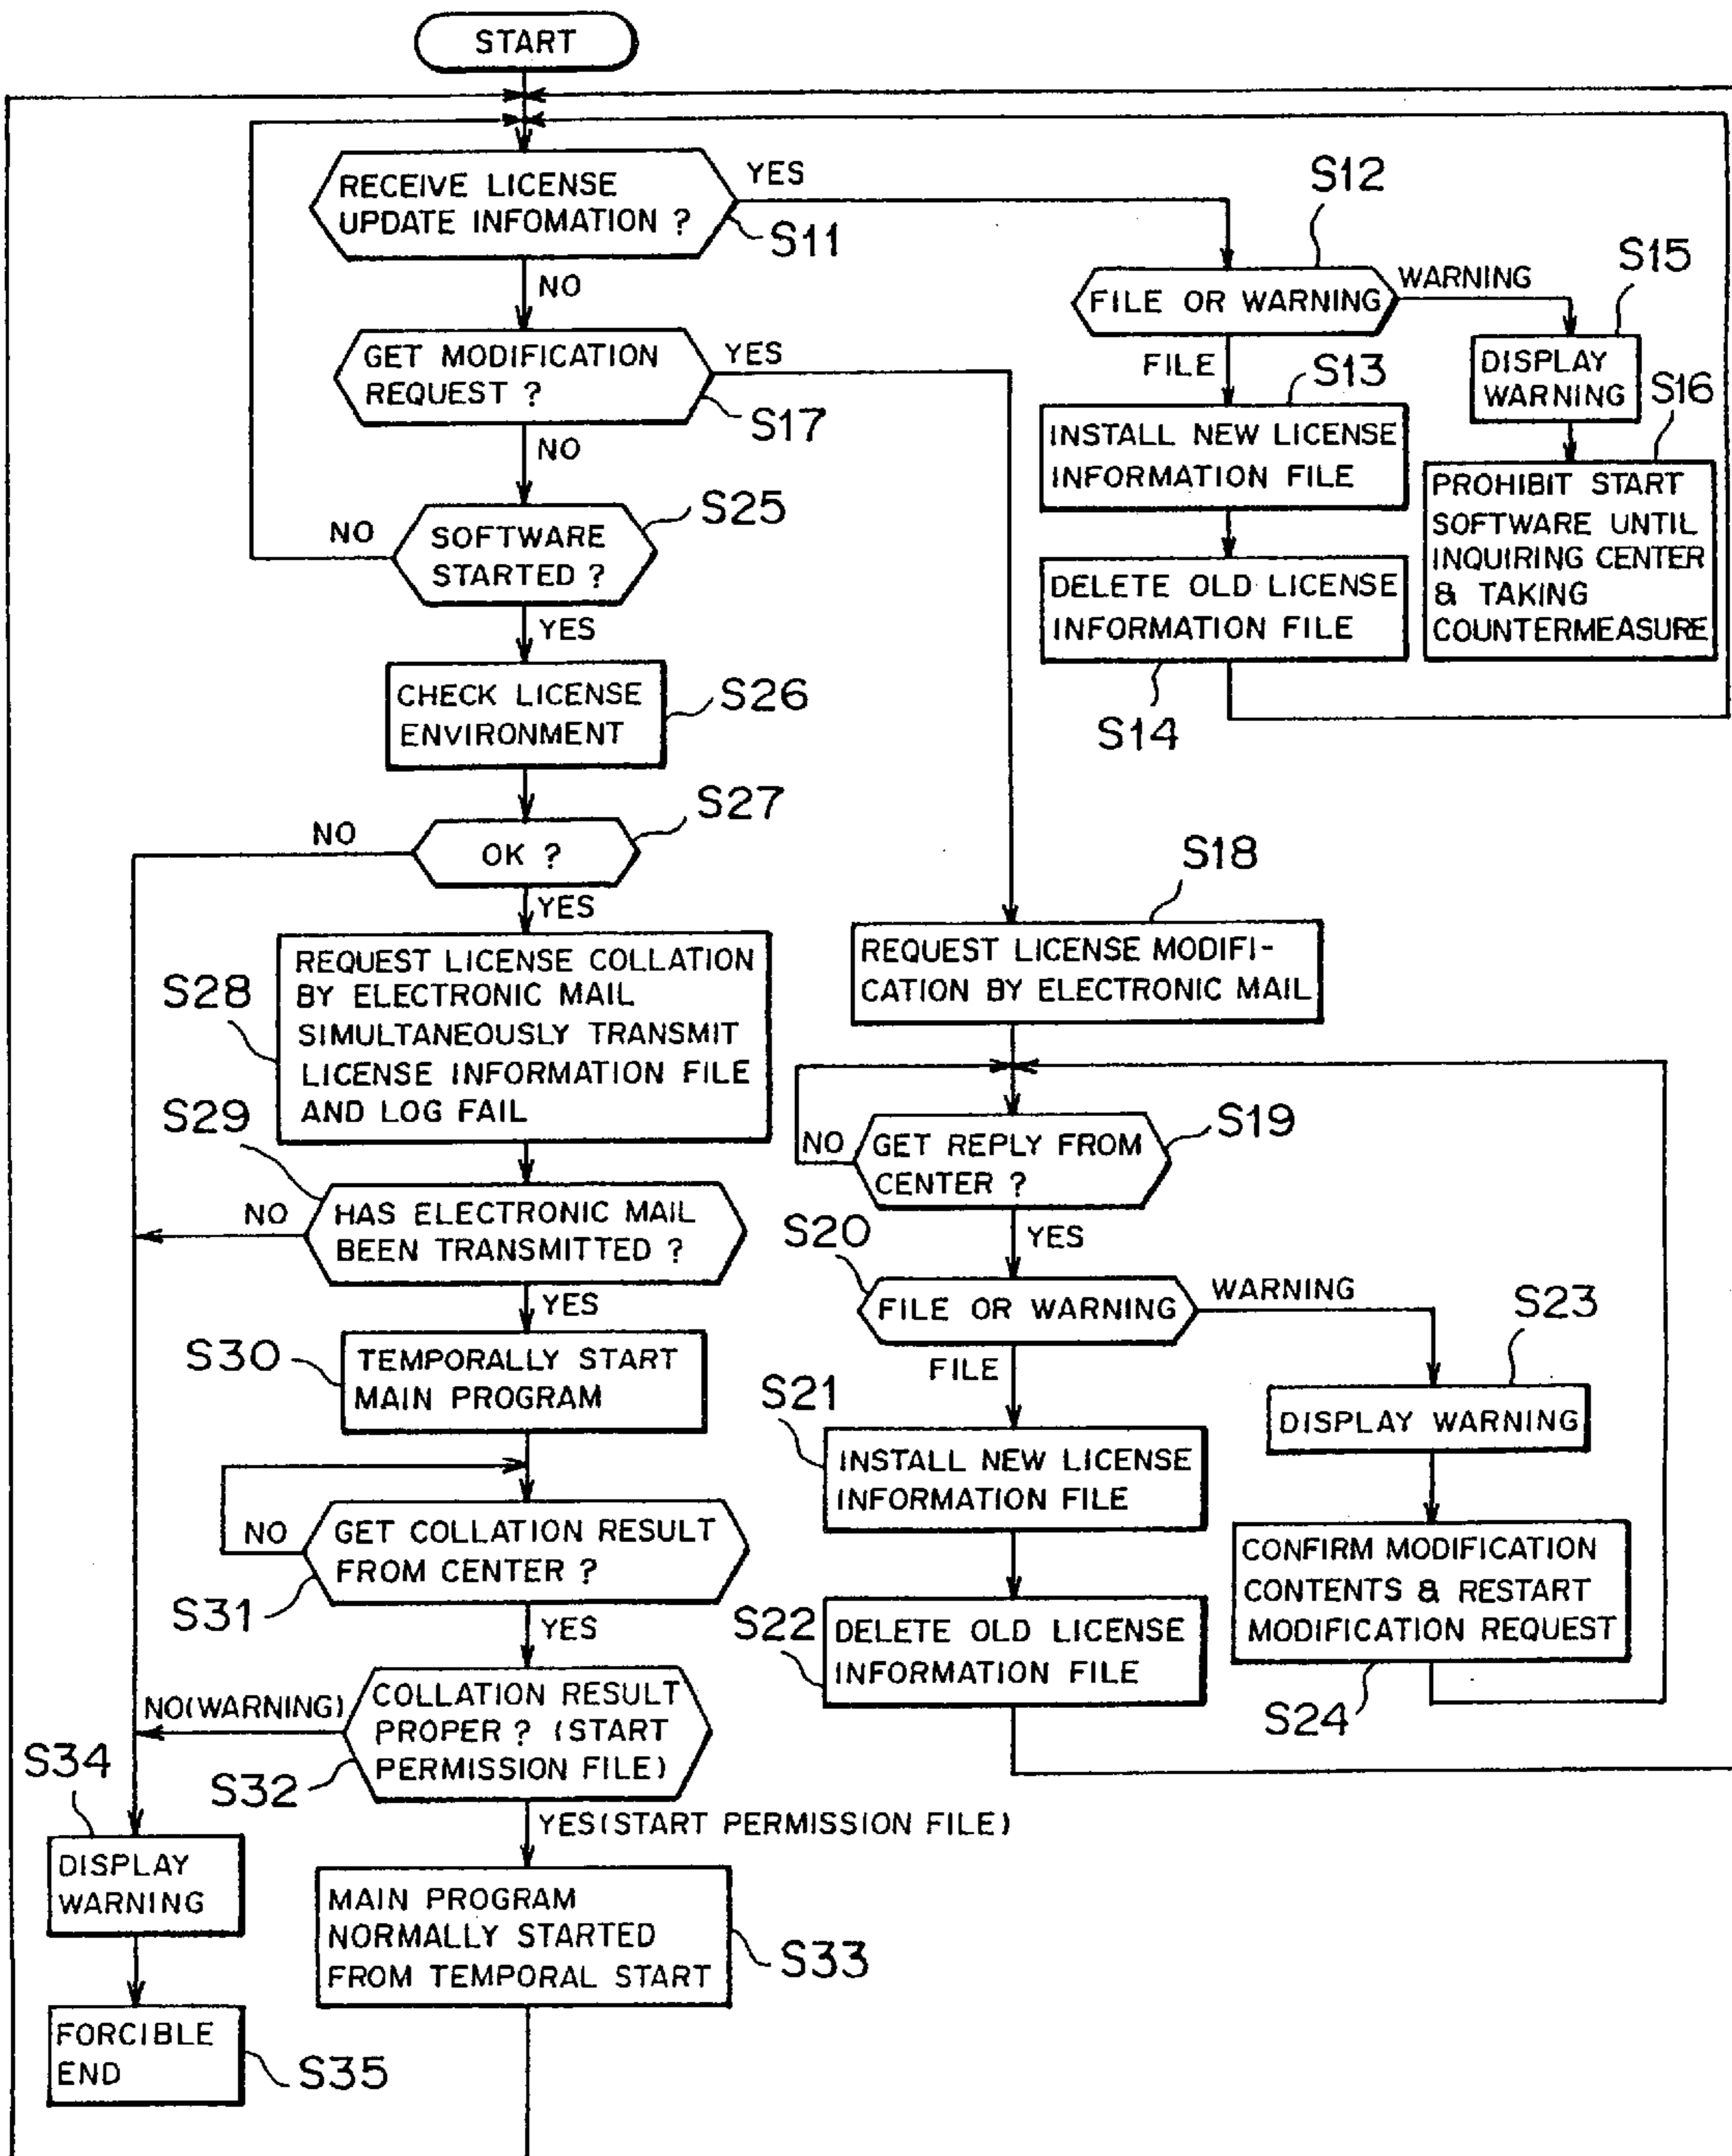 START
RECEIVE LICENSE
UPDATE INFOMATION ?
YES
S11
NO
S12
FILE OR WARNING
WARNING
S15
DISPLAY
WARNING
S16
PROHIBIT START
SOFTWARE UNTIL
INQUIRING CENTER
& TAKING
COUNTERMEASURE
FILE
S13
INSTALL NEW LICENSE
INFORMATION FILE
DELETE OLD LICENSE
INFORMATION FILE
S14
GET MODIFICATION
REQUEST ?
YES
S17
NO
S25
NO
SOFTWARE
STARTED ?
YES
CHECK LICENSE
ENVIRONMENT
S26
S27
NO
OK ?
YES
S28
REQUEST LICENSE COLLATION
BY ELECTRONIC MAIL
SIMULTANEOUSLY TRANSMIT
LICENSE INFORMATION FILE
AND LOG FAIL
S29
NO
HAS ELECTRONIC MAIL
BEEN TRANSMITTED ?
YES
S30
TEMPORALLY START
MAIN PROGRAM
NO
GET COLLATION RESULT
FROM CENTER ?
S31
YES
NO(WARNING)
COLLATION RESULT
PROPER ? (START
PERMISSION FILE)
S32
YES(START PERMISSION FILE)
MAIN PROGRAM
NORMALLY STARTED
FROM TEMPORAL START
S33
S34
DISPLAY
WARNING
FORCIBLE
END
S35
S18
REQUEST LICENSE MODIFI-
CATION BY ELECTRONIC MAIL
NO
GET REPLY FROM
CENTER ?
S19
YES
S20
FILE OR WARNING
WARNING
FILE
S21
INSTALL NEW LICENSE
INFORMATION FILE
S22
DELETE OLD LICENSE
INFORMATION FILE
S23
DISPLAY WARNING
CONFIRM MODIFICATION
CONTENTS & RESTART
MODIFICATION REQUEST
S24